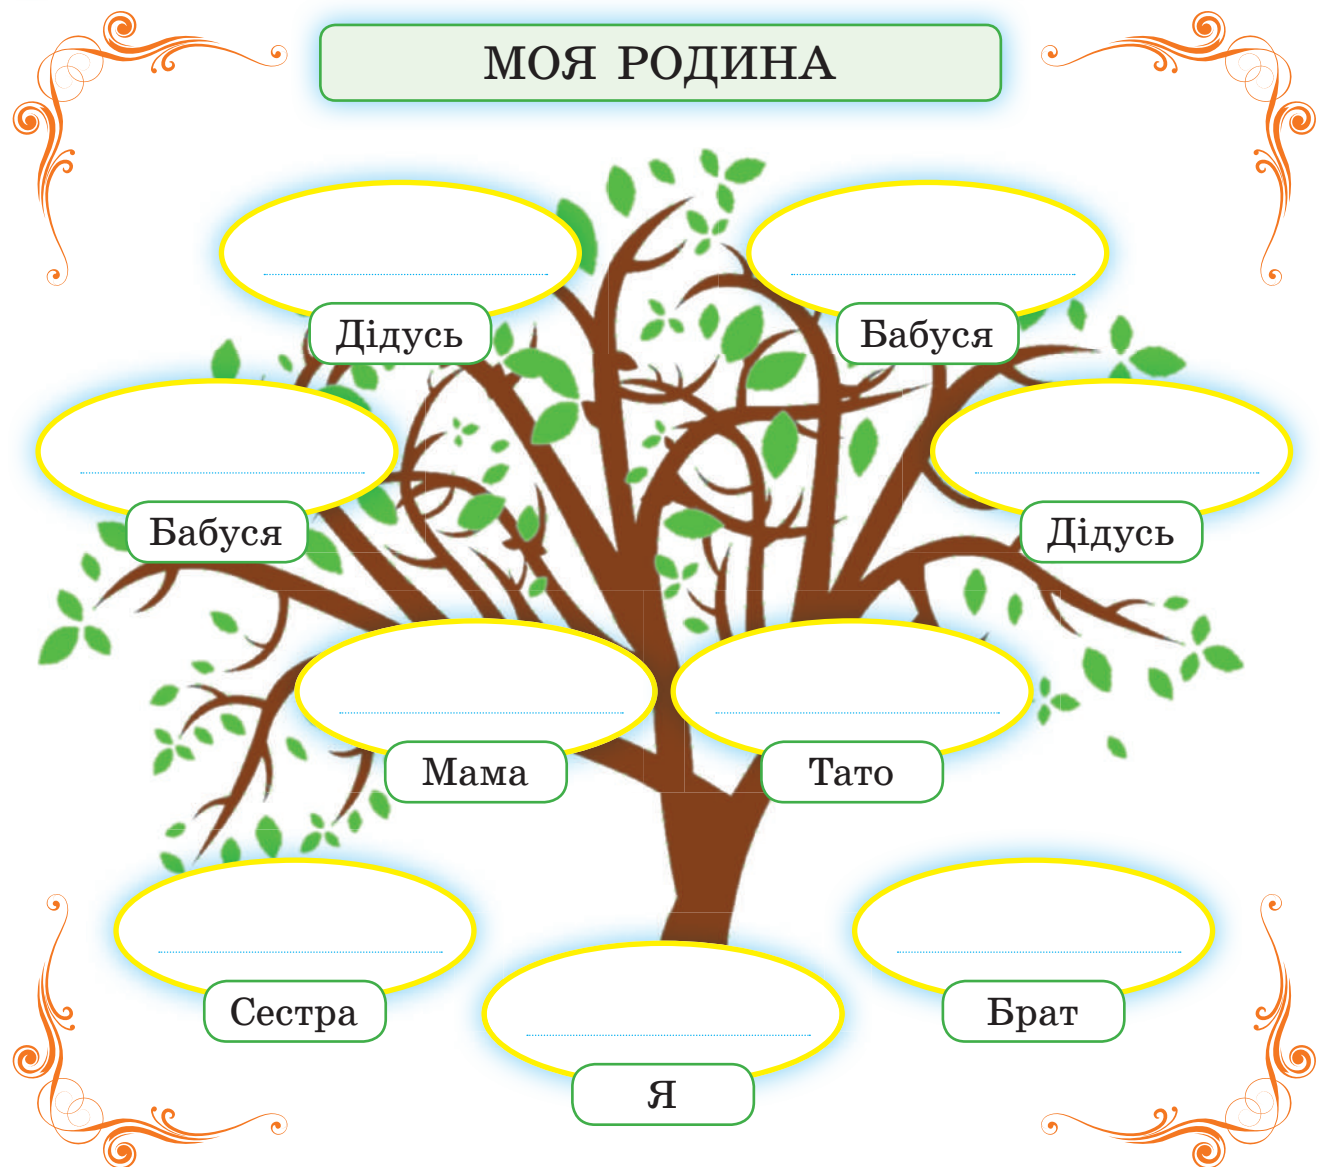 МОЯ РОДИНА
Дідусь
Бабуся
Бабуся
Дідусь
Мама
Тато
Сестра
Брат
Я